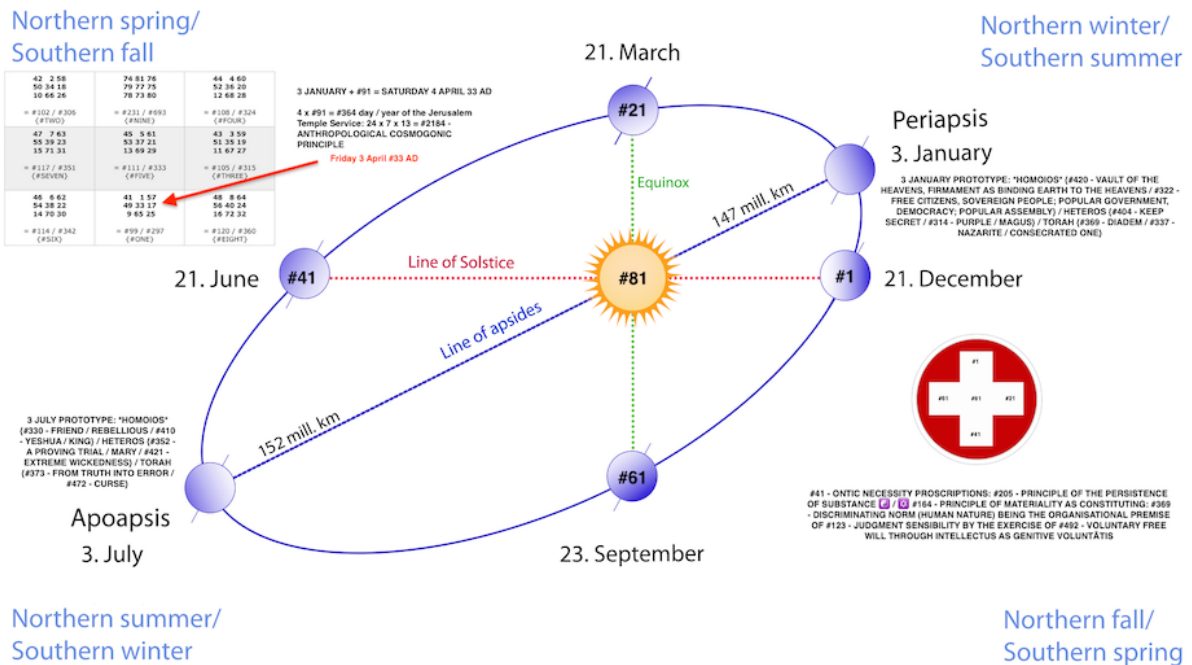 Northern spring/
Southern fall
Northern winter/
Southern summer
21. March
42 2 58
50 34 18
10 66 26
= #102 / #306
{#TWO}
74 81 76
79 77 75
78 73 80
= #231 / #693
{#NINE}
44 4 60
52 36 20
12 68 28
= #108 / #324
{#FOUR}
47 7 63
55 39 23
31 71 15
= #117 / #351
{#SEVEN}
45 5 61
53 37 21
13 69 29
= #111 / #333
{#FIVE}
43 3 59
51 35 19
11 67 27
= #105 / #315
{#THREE}
46 6 62
54 38 22
14 70 30
= #114 / #342
{#SIX}
41 1 57
49 33 17
9 65 25
= #99 / #297
{#ONE}
48 8 64
56 40 24
16 72 32
= #120 / #360
{#EIGHT}
3 JANUARY + #91 = SATURDAY 4 APRIL 33 AD
4 x #91 = #364 day / year of the Jerusalem
Temple Service: 24 x 7 x 13 = #2184 -
ANTHROPOLOGICAL COSMOGONIC
PRINCIPLE
Friday 3 April #33 AD
#21
Periapsis
3. January
3 JANUARY PROTOTYPE: *HOMOIOS* {#420 - VAULT OF THE
HEAVENS, FIRMAMENT AS BINDING EARTH TO THE HEAVENS / #322 -
FREE CITIZENS, SOVEREIGN PEOPLE; POPULAR GOVERNMENT,
DEMOCRACY; POPULAR ASSEMBLY} / HETEROS {#404 - KEEP
SECRET / #314 - PURPLE / MAGUS} / TORAH {#369 - DIADEM / #337 -
NAZARITE / CONSECRATED ONE}
Equinox
147 mill. km
21. June
#41
Line of Solstice
#81
#1
21. December
Line of apsides
#1
#61
#81
#21
#41
3 JULY PROTOTYPE: *HOMOIOS*
{#330 - FRIEND / REBELLIOUS / #410
- YESHUA / KING} / HETEROS {#352 -
A PROVING TRIAL / MARY / #421 -
EXTREME WICKEDNESS} / TORAH
{#373 - FROM TRUTH INTO ERROR /
#472 - CURSE}
152 mill. km
#61
Apoapsis
3. July
23. September
#41 - ONTIC NECESSITY PROSCRIPTIONS: #205 - PRINCIPLE OF THE PERSISTENCE
OF SUBSTANCE / #164 - PRINCIPLE OF MATERIALITY AS CONSTITUTING: #369
- DISCRIMINATING NORM {HUMAN NATURE} BEING THE ORGANISATIONAL PREMISE
OF #123 - JUDGMENT SENSIBILITY BY THE EXERCISE OF #492 - VOLUNTARY FREE
WILL THROUGH INTELLECTUS AS GENITIVE VOLUNTĀTIS
Northern summer/
Southern winter
Northern fall/
Southern spring